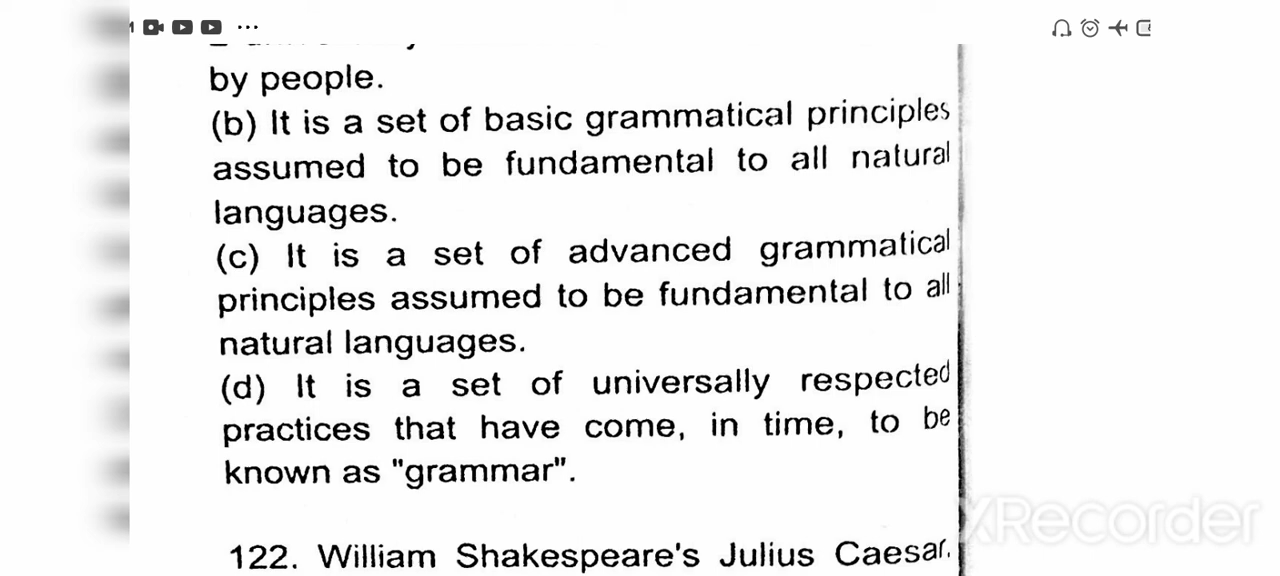 by people.
(b) It is a set of basic grammatical principles
assumed to be fundamental to all natural
languages.
(c) It is a set of advanced grammatical
principles assumed to be fundamental to all
natural languages.
(d) It is a set of universally respected
practices that have come, in time, to be
known as "grammar".
122. William Shakespeare's Julius Caesar.
XRecorder